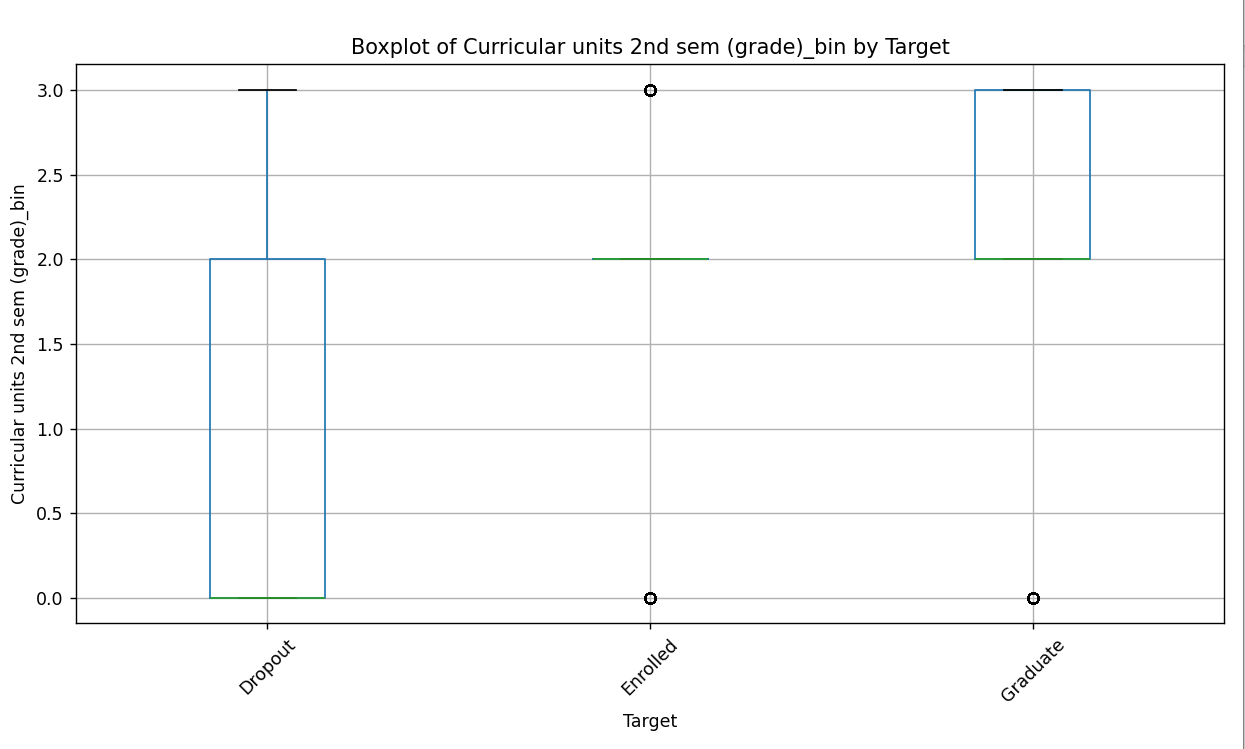 Boxplot of Curricular units 2nd sem (grade)_bin by Target
Curricular units 2nd sem (grade)_bin
3.0
2.5
2.0
1.5
1.0
0.5
0.0
Dropout
Enrolled
Graduate
Target